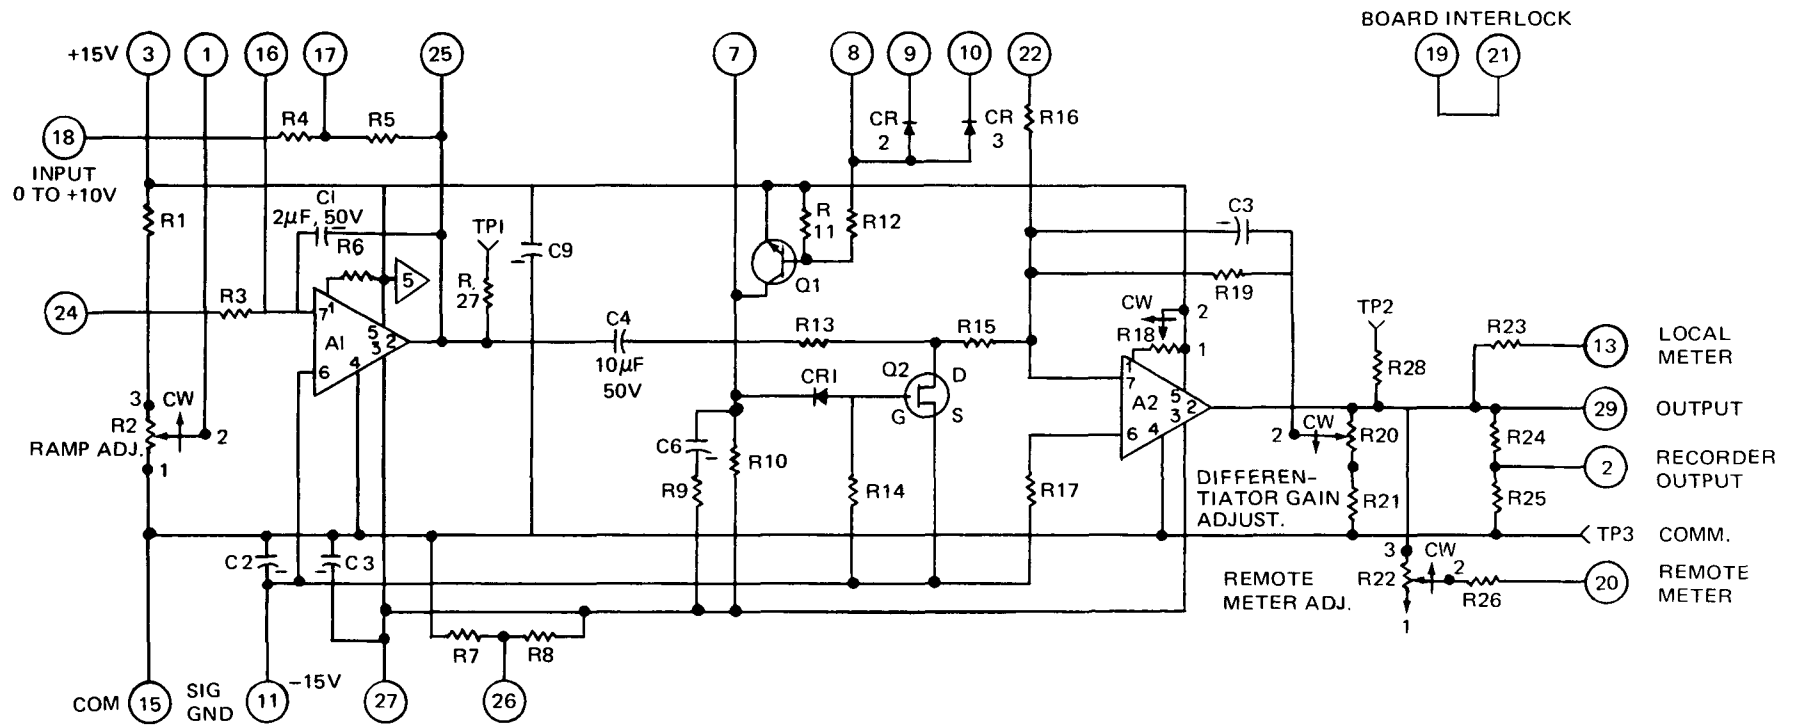 BOARD INTERLOCK
+15V 3 1 16 17 25 7 8 9 10 22 19 21
18 R4 R5 CR 2 CR 3 R16
INPUT
0 TO +10V
R1 C1
2µF, 50V
R6 5 TP1 R, 27 C9 R 11 R12 C3
Q1 R19
24 R3 7 1 A1 5 2 3 4 6
C4
10µF
50V
R13 R15 CW 2 R18 1 TP2 R23 13 LOCAL
METER
CR1 Q2 D G S 1 7 A2 5 2 3 4 6 R28
29 OUTPUT
3 CW
R2 2
RAMP ADJ. 1
C6 R10 R9 R14 R17
2 CW R20 R24
2 RECORDER
OUTPUT
DIFFEREN-
TIATOR GAIN
ADJUST.
R21 R25
TP3 COMM.
C2 C3
3 CW 2
R22 R26 20 REMOTE
METER
REMOTE
METER ADJ.
1
R7 R8
COM 15 SIG
GND 11 -15V 27 26